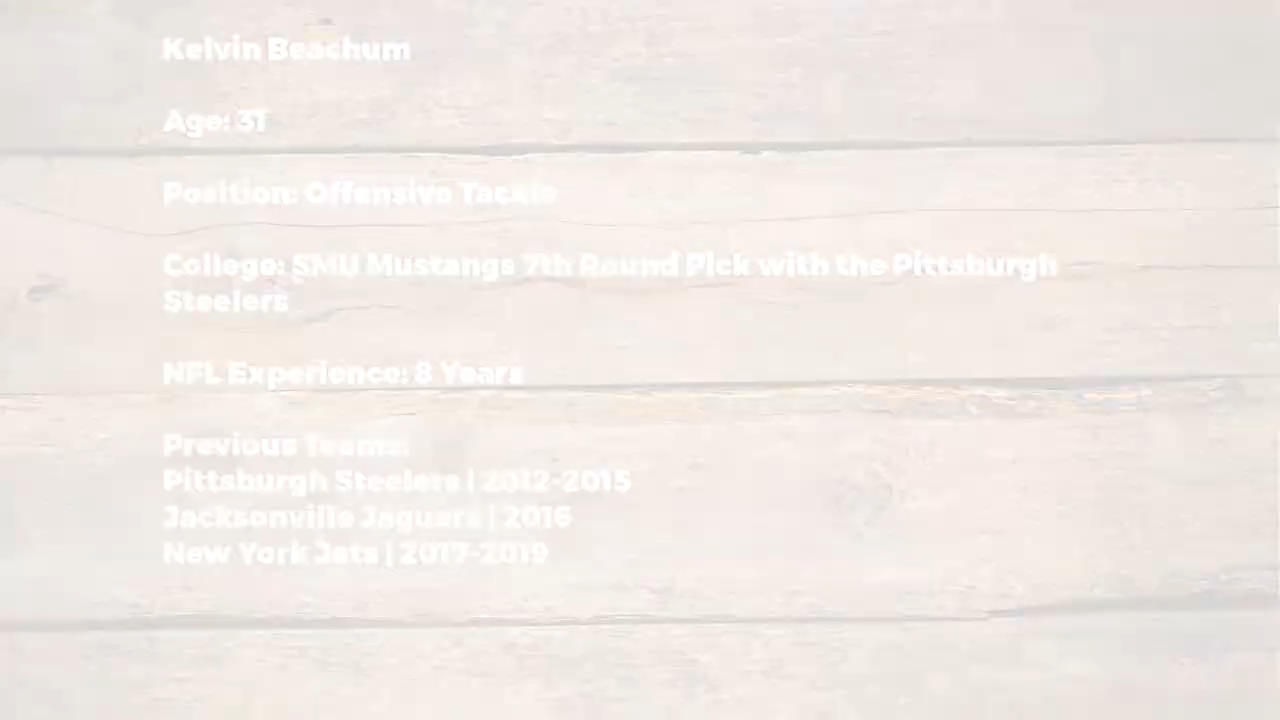 Kelvin Beachum
Age: 31
Position: Offensive Tackle
College: SMU Mustangs 7th Round Pick with the Pittsburgh
Steelers
NFL Experience: 8 Years
Previous Teams:
Pittsburgh Steelers | 2012-2015
Jacksonville Jaguars | 2016
New York Jets | 2017-2019